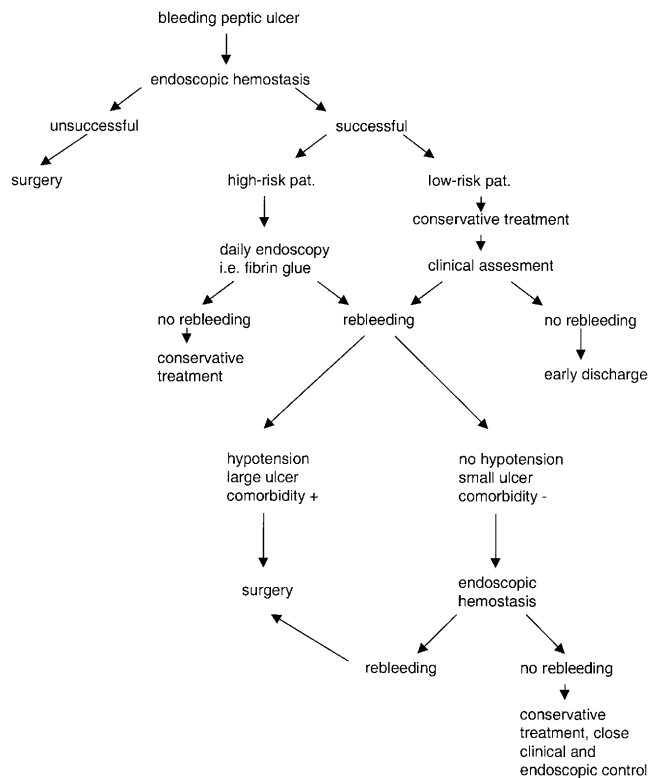 bleeding peptic ulcer
endoscopic hemostasis
unsuccessful
successful
surgery
high-risk pat.
low-risk pat.
conservative treatment
daily endoscopy
i.e. fibrin glue
clinical assesment
no rebleeding
rebleeding
no rebleeding
conservative
treatment
early discharge
hypotension
large ulcer
comorbidity +
no hypotension
small ulcer
comorbidity -
surgery
endoscopic
hemostasis
rebleeding
no rebleeding
conservative
treatment, close
clinical and
endoscopic control